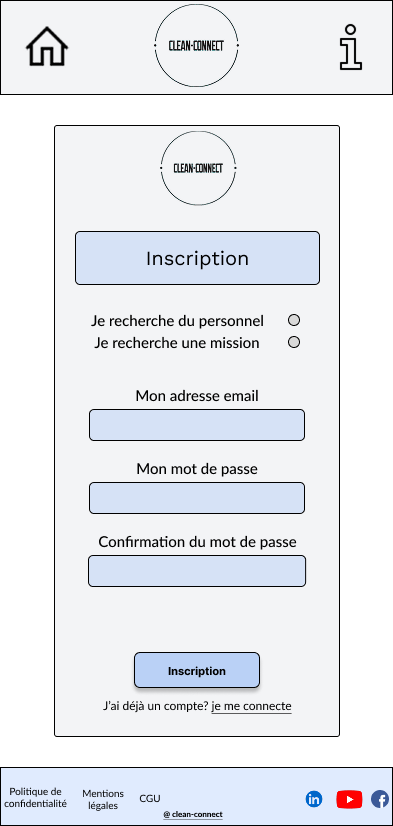 CLEAN-CONNECT
CLEAN-CONNECT
Inscription
Je recherche du personnel
Je recherche une mission
Mon adresse email
Mon mot de passe
Confirmation du mot de passe
Inscription
J'ai déjà un compte? je me connecte
Politique de
confidentialité
Mentions
légales
CGU
@ clean-connect
in
f